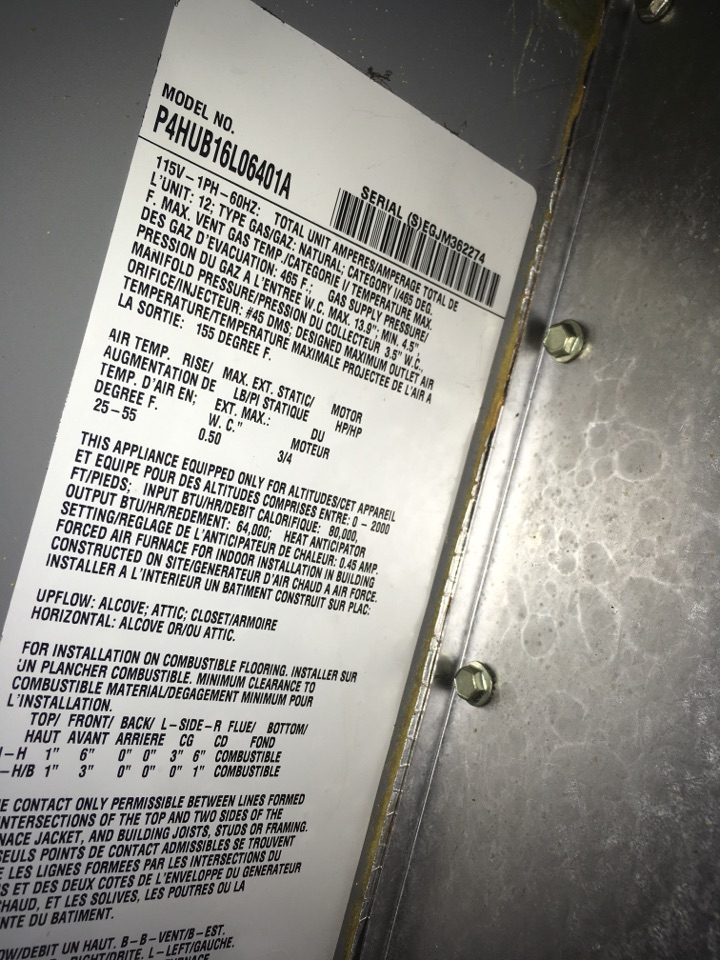 MODEL NO.
P4HUB16L06401A
SERIAL (S)EGJM362274
115V-1PH-60HZ: TOTAL UNIT AMPERES/AMPERAGE TOTAL DE
L'UNIT: 12; TYPE GAS/GAZ: NATURAL; CATEGORY I/465 DEG.
F. MAX. VENT GAS TEMP./CATEGORIE I/ TEMPERATURE MAX.
DES GAZ D'EVACUATION: 465 F.; GAS SUPPLY PRESSURE/
PRESSION DU GAZ A L'ENTREE W.C. MAX. 13.8", MIN. 4.5"
MANIFOLD PRESSURE/PRESSION DU COLLECTEUR 3.5" W.C.,
ORIFICE/INJECTEUR: #45 DMS: DESIGNED MAXIMUM OUTLET AIR
TEMPERATURE/TEMPERATURE MAXIMALE PROJECTEE DE L'AIR A
LA SORTIE: 155 DEGREE F.
AIR TEMP. RISE/ MAX. EXT. STATIC/ MOTOR
AUGMENTATION DE LB/PI STATIQUE HP/HP
TEMP. D'AIR EN; EXT. MAX.: DU
DEGREE F. W. C." MOTEUR
25-55 0.50 3/4
THIS APPLIANCE EQUIPPED ONLY FOR ALTITUDES/CET APPAREIL
ET EQUIPE POUR DES ALTITUDES COMPRISES ENTRE: 0 - 2000
FT/PIEDS; INPUT BTU/HR/DEBIT CALORIFIQUE: 80,000,
OUTPUT BTU/HR/REDEMENT: 64,000; HEAT ANTICIPATOR
SETTING/REGLAGE DE L'ANTICIPATEUR DE CHALEUR: 0.45 AMP.
FORCED AIR FURNACE FOR INDOOR INSTALLATION IN BUILDING
CONSTRUCTED ON SITE/GENERATEUR D'AIR CHAUD A AIR FORCE.
INSTALLER A L'INTERIEUR UN BATIMENT CONSTRUIT SUR PLAC:
UPFLOW: ALCOVE; ATTIC; CLOSET/ARMOIRE
HORIZONTAL: ALCOVE OR/OU ATTIC.
FOR INSTALLATION ON COMBUSTIBLE FLOORING. INSTALLER SUR
UN PLANCHER COMBUSTIBLE. MINIMUM CLEARANCE TO
COMBUSTIBLE MATERIAL/DEGAGEMENT MINIMUM POUR
L'INSTALLATION.
TOP/ FRONT/ BACK/ L-SIDE-R FLUE/ BOTTOM/
HAUT AVANT ARRIERE CG CD FOND
-H 1" 6" 0" 0" 3" 6" COMBUSTIBLE
-H/B 1" 3" 0" 0" 0" 1" COMBUSTIBLE
E CONTACT ONLY PERMISSIBLE BETWEEN LINES FORMED
NTERSECTIONS OF THE TOP AND TWO SIDES OF THE
NACE JACKET, AND BUILDING JOISTS, STUDS OR FRAMING.
SEULS POINTS DE CONTACT ADMISSIBLES SE TROUVENT
E LES LIGNES FORMEES PAR LES INTERSECTIONS DU
S ET DES DEUX COTES DE L'ENVELOPPE DU GENERATEUR
CHAUD, ET LES SOLIVES, LES POUTRES OU LA
NTE DU BATIMENT.
OW/DEBIT UN HAUT. B-B-VENT/B-EST.
RIGHT/DRITE. L-LEFT/GAUCHE.